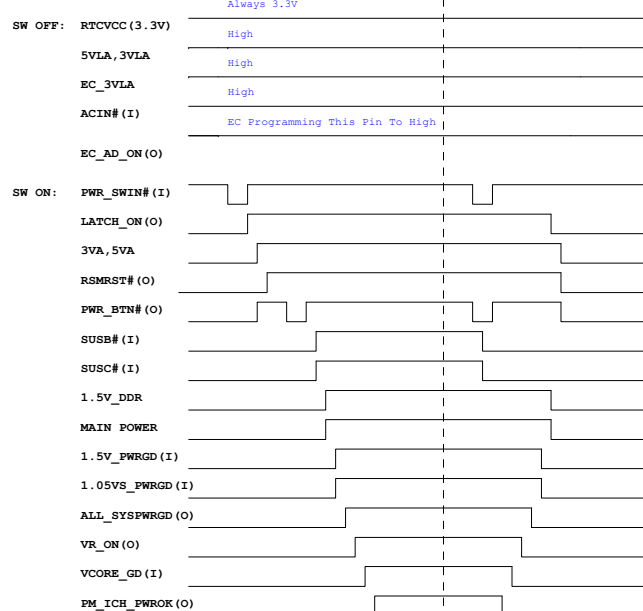 Always 3.3V
SW OFF: RTCVCC(3.3V)
High
5VLA,3VLA
High
EC_3VLA
High
ACIN#(I)
EC Programming This Pin To High
EC_AD_ON(O)
SW ON: PWR_SWIN#(I)
LATCH_ON(O)
3VA,5VA
RSMRST#(O)
PWR_BTN#(O)
SUSB#(I)
SUSC#(I)
1.5V_DDR
MAIN POWER
1.5V_PWRGD(I)
1.05VS_PWRGD(I)
ALL_SYSPWRGD(O)
VR_ON(O)
VCORE_GD(I)
PM_ICH_PWROK(O)